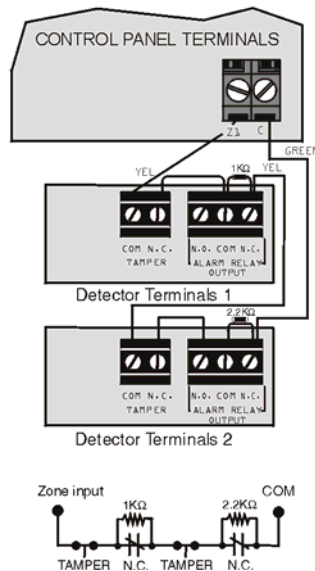 CONTROL PANEL TERMINALS
Z1 C
GREEN
YEL 1KΩ YEL
COM N.C. N.O. COM N.C.
TAMPER ALARM RELAY
OUTPUT
Detector Terminals 1
2.2KΩ
COM N.C. N.O. COM N.C.
TAMPER ALARM RELAY
OUTPUT
Detector Terminals 2
Zone input 1KΩ 2.2KΩ COM
TAMPER N.C. TAMPER N.C.